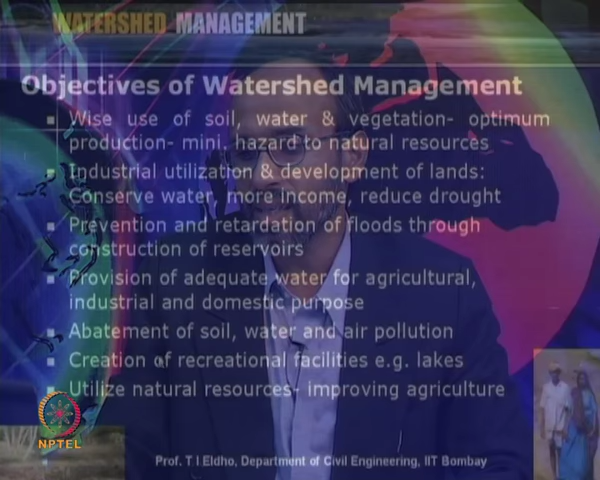 WATERSHED MANAGEMENT
Objectives of Watershed Management
▪ Wise use of soil, water & vegetation- optimum
production- mini. hazard to natural resources
▪ Industrial utilization & development of lands:
Conserve water, more income, reduce drought
▪ Prevention and retardation of floods through
construction of reservoirs
▪ Provision of adequate water for agricultural,
industrial and domestic purpose
▪ Abatement of soil, water and air pollution
▪ Creation of recreational facilities e.g. lakes
▪ Utilize natural resources- improving agriculture
NPTEL
Prof. T I Eldho, Department of Civil Engineering, IIT Bombay